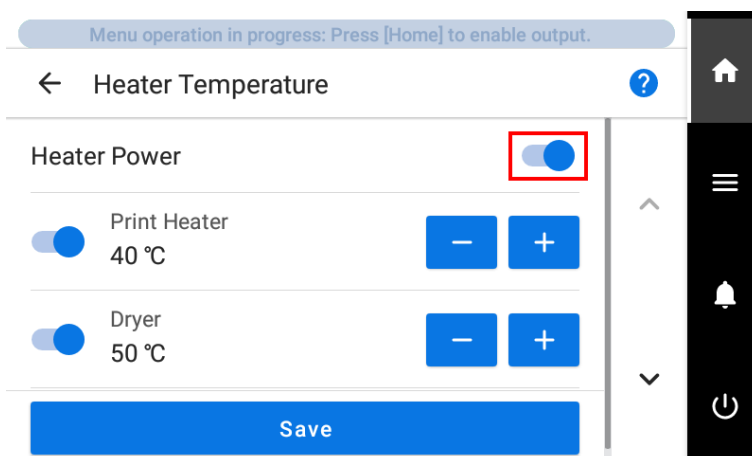 Menu operation in progress: Press [Home] to enable output.
Heater Temperature
?
Heater Power
Print Heater
40 ℃
Dryer
50 ℃
Save